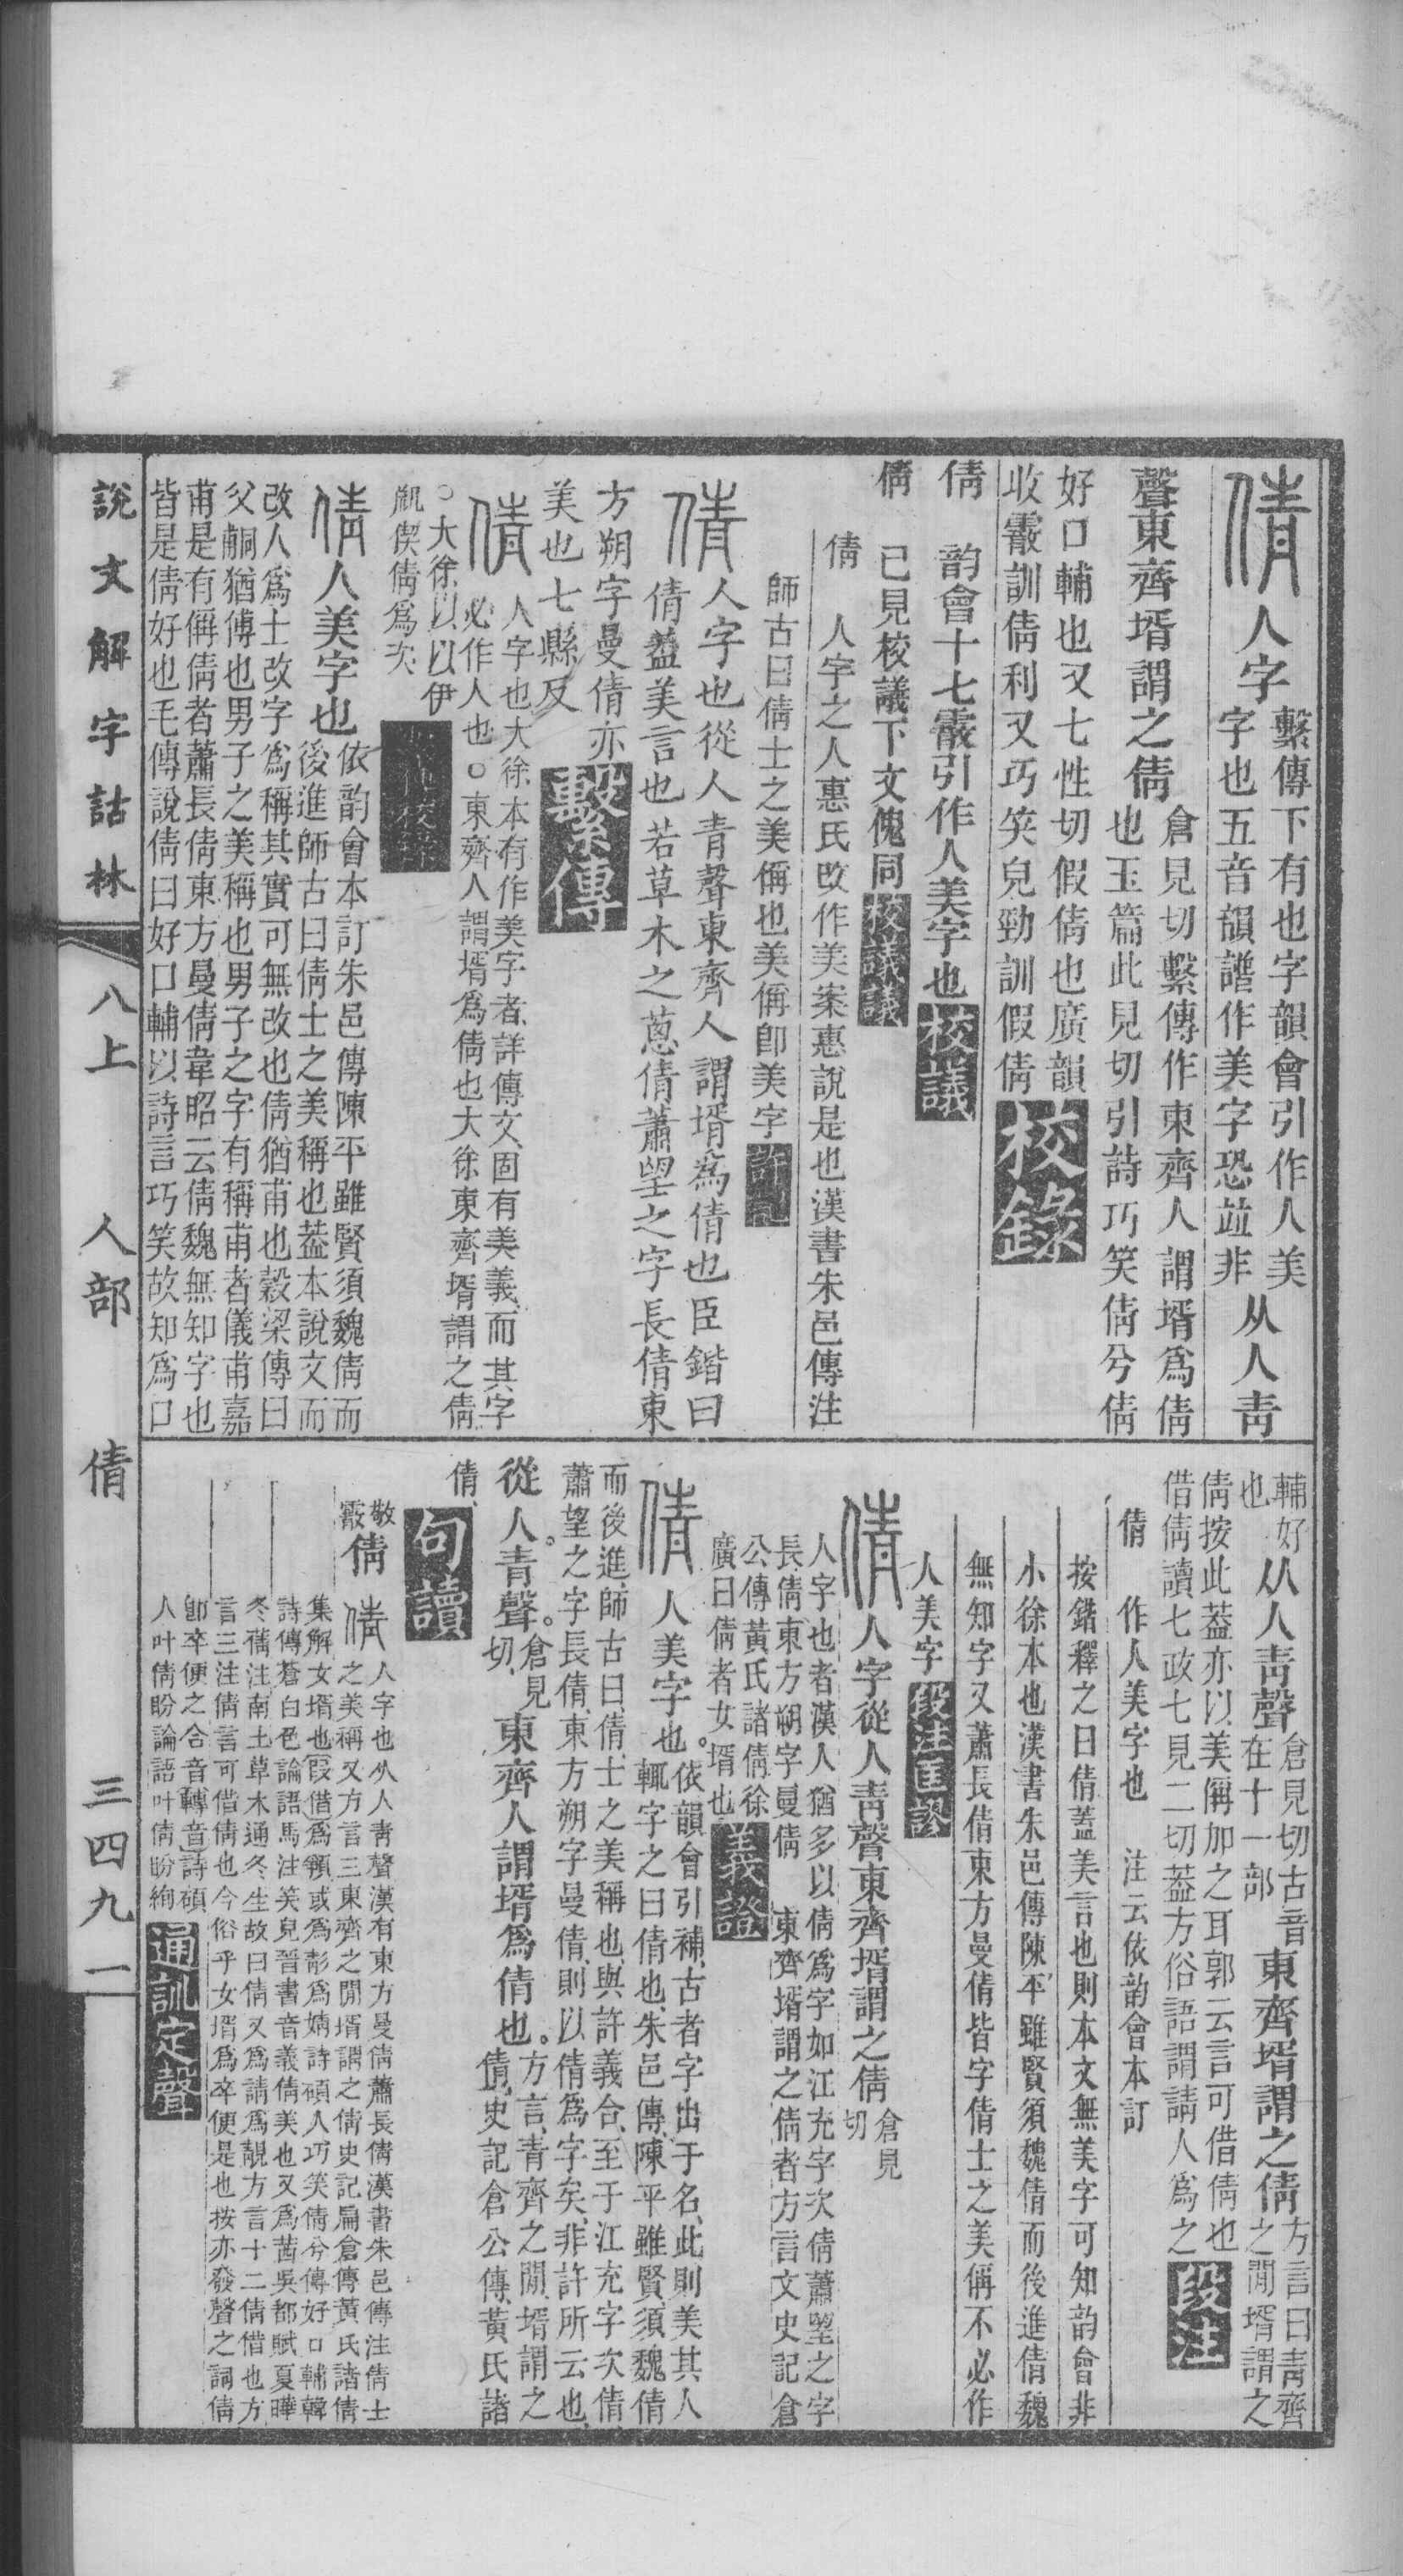 倩人字繫傳下有也字韻會引作人美
字也五音韻譜作美字恐竝非从人靑
聲東齊壻謂之倩倉見切繫傳作東齊人謂壻爲倩
也玉篇此見切引詩巧笑倩兮倩
好口輔也又七性切假倩也廣韻
收霰訓倩利又巧笑皃勁訓假倩校錄
倩 韵會十七霰引作人美字也校議
倩 已見校議下文傀同校議議
倩 人字之人惠氏改作美案惠說是也漢書朱邑傳注
師古曰倩士之美偁也美偁卽美字許記
倩人字也從人青聲東齊人謂壻爲倩也臣鍇曰
倩葢美言也若草木之蔥倩蕭望之字長倩東
方朔字曼倩亦
美也七縣反繫傳
倩人字也大徐本有作美字者詳傳文固有美義而其字
必作人也○東齊人謂壻爲倩也大徐東齊壻謂之倩
○大徐以以伊
佩偰倩爲次
倩人美字也依韵會本訂朱邑傳陳平雖賢須魏倩而
後進師古曰倩士之美稱也葢本說文而
改人爲士改字爲稱其實可無改也倩猶甫也穀梁傳曰
父猶傅也男子之美稱也男子之字有稱甫者儀甫嘉
甫是有偁倩者蕭長倩東方曼倩韋昭云倩魏無知字也
皆是倩好也毛傳說倩曰好口輔以詩言巧笑故知爲口
輔好
也从人靑聲倉見切古音
在十一部東齊壻謂之倩方言曰靑齊
之閒壻謂之
倩按此葢亦以美偁加之耳郭云言可借倩也
借倩讀七政七見二切葢方俗語謂請人爲之段注
倩 作人美字也 注云依韵會本訂
按鍇釋之曰倩蓋美言也則本文無美字可知韵會非
小徐本也漢書朱邑傳陳平雖賢須魏倩而後進倩魏
無知字又蕭長倩東方曼倩皆字倩士之美偁不必作
人美字段注匡謬
倩人字從人靑聲東齊壻謂之倩倉見
切
人字也者漢人猶多以倩爲字如江充字次倩蕭望之字
長倩東方朔字曼倩 東齊壻謂之倩者方言文史記倉
公傳黃氏諸倩徐
廣曰倩者女壻也義證
倩人美字也。依韻會引補、古者字出于名、此則美其人
輒字之曰倩也、朱邑傳、陳平雖賢、須魏倩
而後進、師古曰、倩、士之美稱也、與許義合、至于江充字次倩、
蕭望之字長倩、東方朔字曼倩、則以倩爲字矣、非許所云也、
從人。青聲。倉見
切、東齊人謂壻爲倩也。方言、青齊之閒、壻謂之
倩、史記倉公傳、黃氏諸
倩、句讀
敬
霰倩 倩人字也从人靑聲漢有東方曼倩蕭長倩漢書朱邑傳注倩士
之美稱又方言三東齊之閒壻謂之倩史記扁倉傳黃氏諸倩
集解女壻也叚借爲顩或爲彰爲婧詩碩人巧笑倩兮傳好口輔韓
詩傳蒼白色論語馬注笑皃晉書音義倩美也又爲茜吳都賦夏曄
冬蒨注南土草木通冬生故曰倩又爲請爲靚方言十二倩借也方
言三注倩言可借倩也今俗乎女壻爲卒便是也按亦發聲之詞倩
卽卒便之合音轉音詩碩
人叶倩盼論語叶倩盼絢通訓定聲
說文解字詁林
八上 人部 倩 三四九一